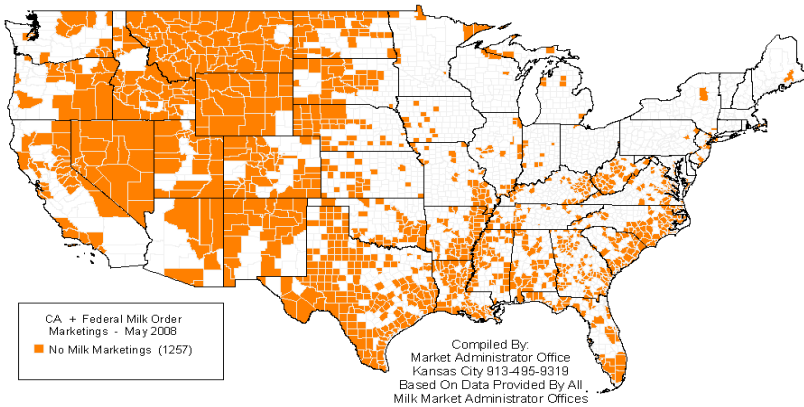 CA + Federal Milk Order
Marketings - May 2008
No Milk Marketings (1257)
Compiled By:
Market Administrator Office
Kansas City 913-495-9319
Based On Data Provided By All
Milk Market Administrator Offices